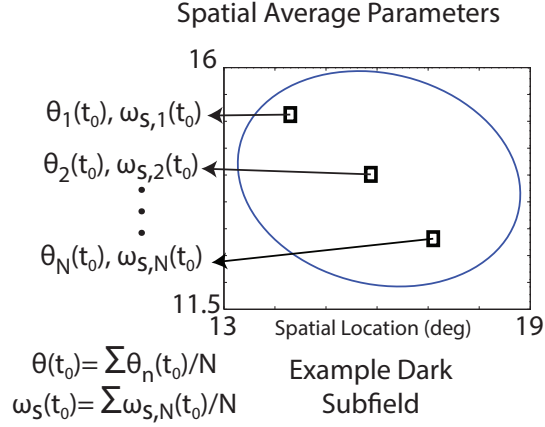 Spatial Average Parameters
16
θ₁(t₀), ωs,₁(t₀)
θ₂(t₀), ωs,₂(t₀)
θN(t₀), ωs,N(t₀)
11.5
13 Spatial Location (deg) 19
θ(t₀)= Σθₙ(t₀)/N
ωs(t₀)= Σωs,N(t₀)/N
Example Dark
Subfield